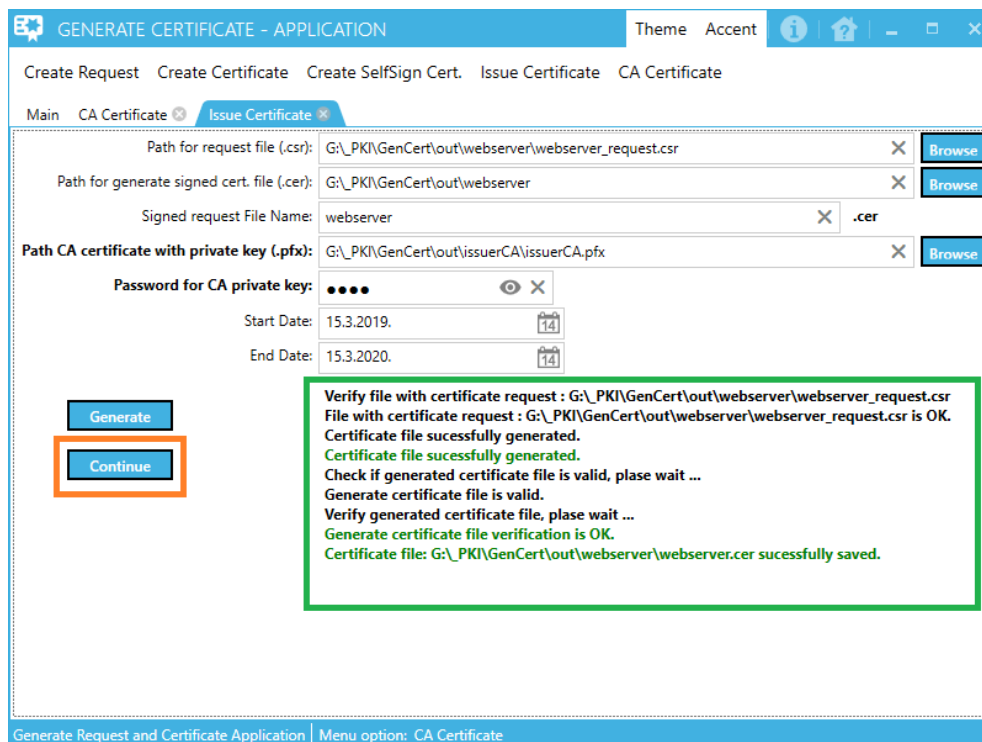 GENERATE CERTIFICATE - APPLICATION Theme Accent
Create Request Create Certificate Create SelfSign Cert. Issue Certificate CA Certificate
Main CA Certificate Issue Certificate
Path for request file (.csr): G:\_PKI\GenCert\out\webserver\webserver_request.csr Browse
Path for generate signed cert. file (.cer): G:\_PKI\GenCert\out\webserver Browse
Signed request File Name: webserver .cer
Path CA certificate with private key (.pfx): G:\_PKI\GenCert\out\issuerCA\issuerCA.pfx Browse
Password for CA private key: ●●●●
Start Date: 15.3.2019. 14
End Date: 15.3.2020. 14
Verify file with certificate request : G:\_PKI\GenCert\out\webserver\webserver_request.csr
Generate File with certificate request : G:\_PKI\GenCert\out\webserver\webserver_request.csr is OK.
Certificate file sucessfully generated.
Certificate file sucessfully generated.
Continue Check if generated certificate file is valid, plase wait ...
Generate certificate file is valid.
Verify generated certificate file, plase wait ...
Generate certificate file verification is OK.
Certificate file: G:\_PKI\GenCert\out\webserver\webserver.cer sucessfully saved.
Generate Request and Certificate Application Menu option: CA Certificate